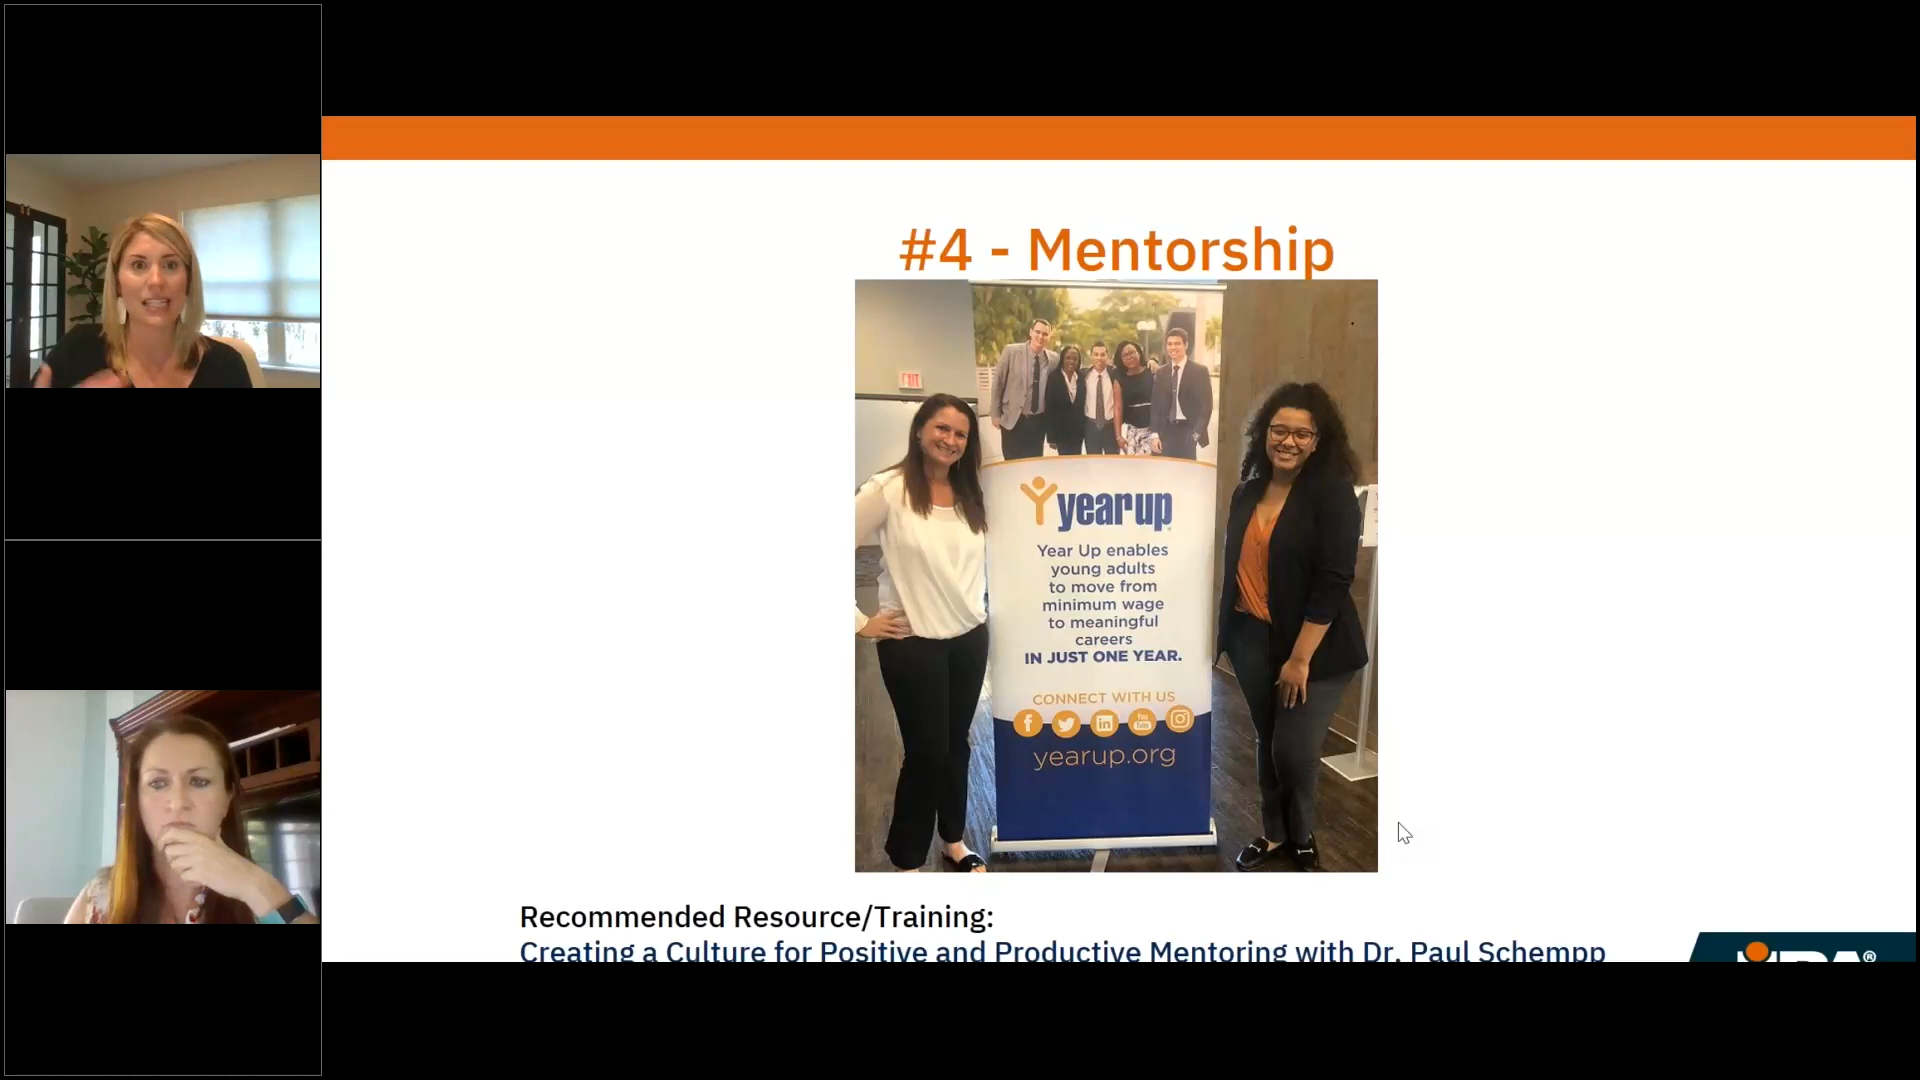 #4 - Mentorship
EXIT
yearup
Year Up enables
young adults
to move from
minimum wage
to meaningful
careers
IN JUST ONE YEAR.
CONNECT WITH US
yearup.org
Recommended Resource/Training:
Creating a Culture for Positive and Productive Mentoring with Dr. Paul Schempp